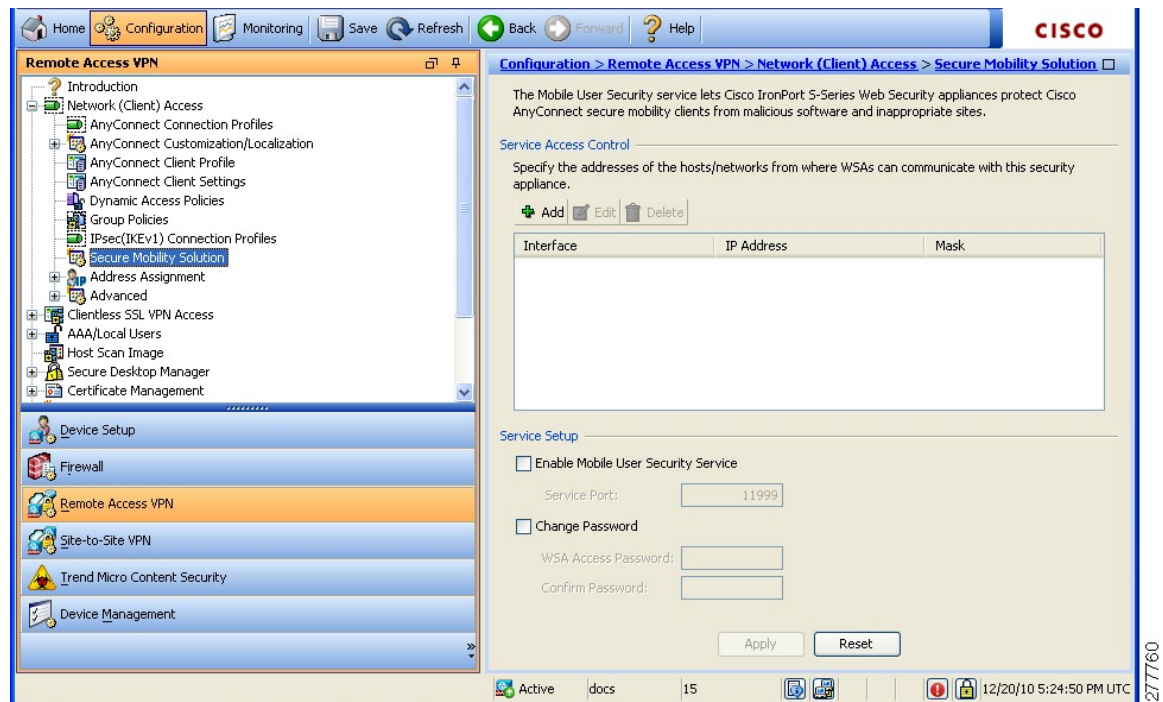 Home Configuration Monitoring Save Refresh Back Forward Help
CISCO
Remote Access VPN
Introduction
Network (Client) Access
AnyConnect Connection Profiles
AnyConnect Customization/Localization
AnyConnect Client Profile
AnyConnect Client Settings
Dynamic Access Policies
Group Policies
IPsec(IKEv1) Connection Profiles
Secure Mobility Solution
Address Assignment
Advanced
Clientless SSL VPN Access
AAA/Local Users
Host Scan Image
Secure Desktop Manager
Certificate Management
Device Setup
Firewall
Remote Access VPN
Site-to-Site VPN
Trend Micro Content Security
Device Management
Configuration > Remote Access VPN > Network (Client) Access > Secure Mobility Solution
The Mobile User Security service lets Cisco IronPort S-Series Web Security appliances protect Cisco
AnyConnect secure mobility clients from malicious software and inappropriate sites.
Service Access Control
Specify the addresses of the hosts/networks from where WSAs can communicate with this security
appliance.
Add Edit Delete
Interface IP Address Mask
Service Setup
Enable Mobile User Security Service
Service Port: 11999
Change Password
WSA Access Password:
Confirm Password:
Apply Reset
Active docs 15 12/20/10 5:24:50 PM UTC
277760